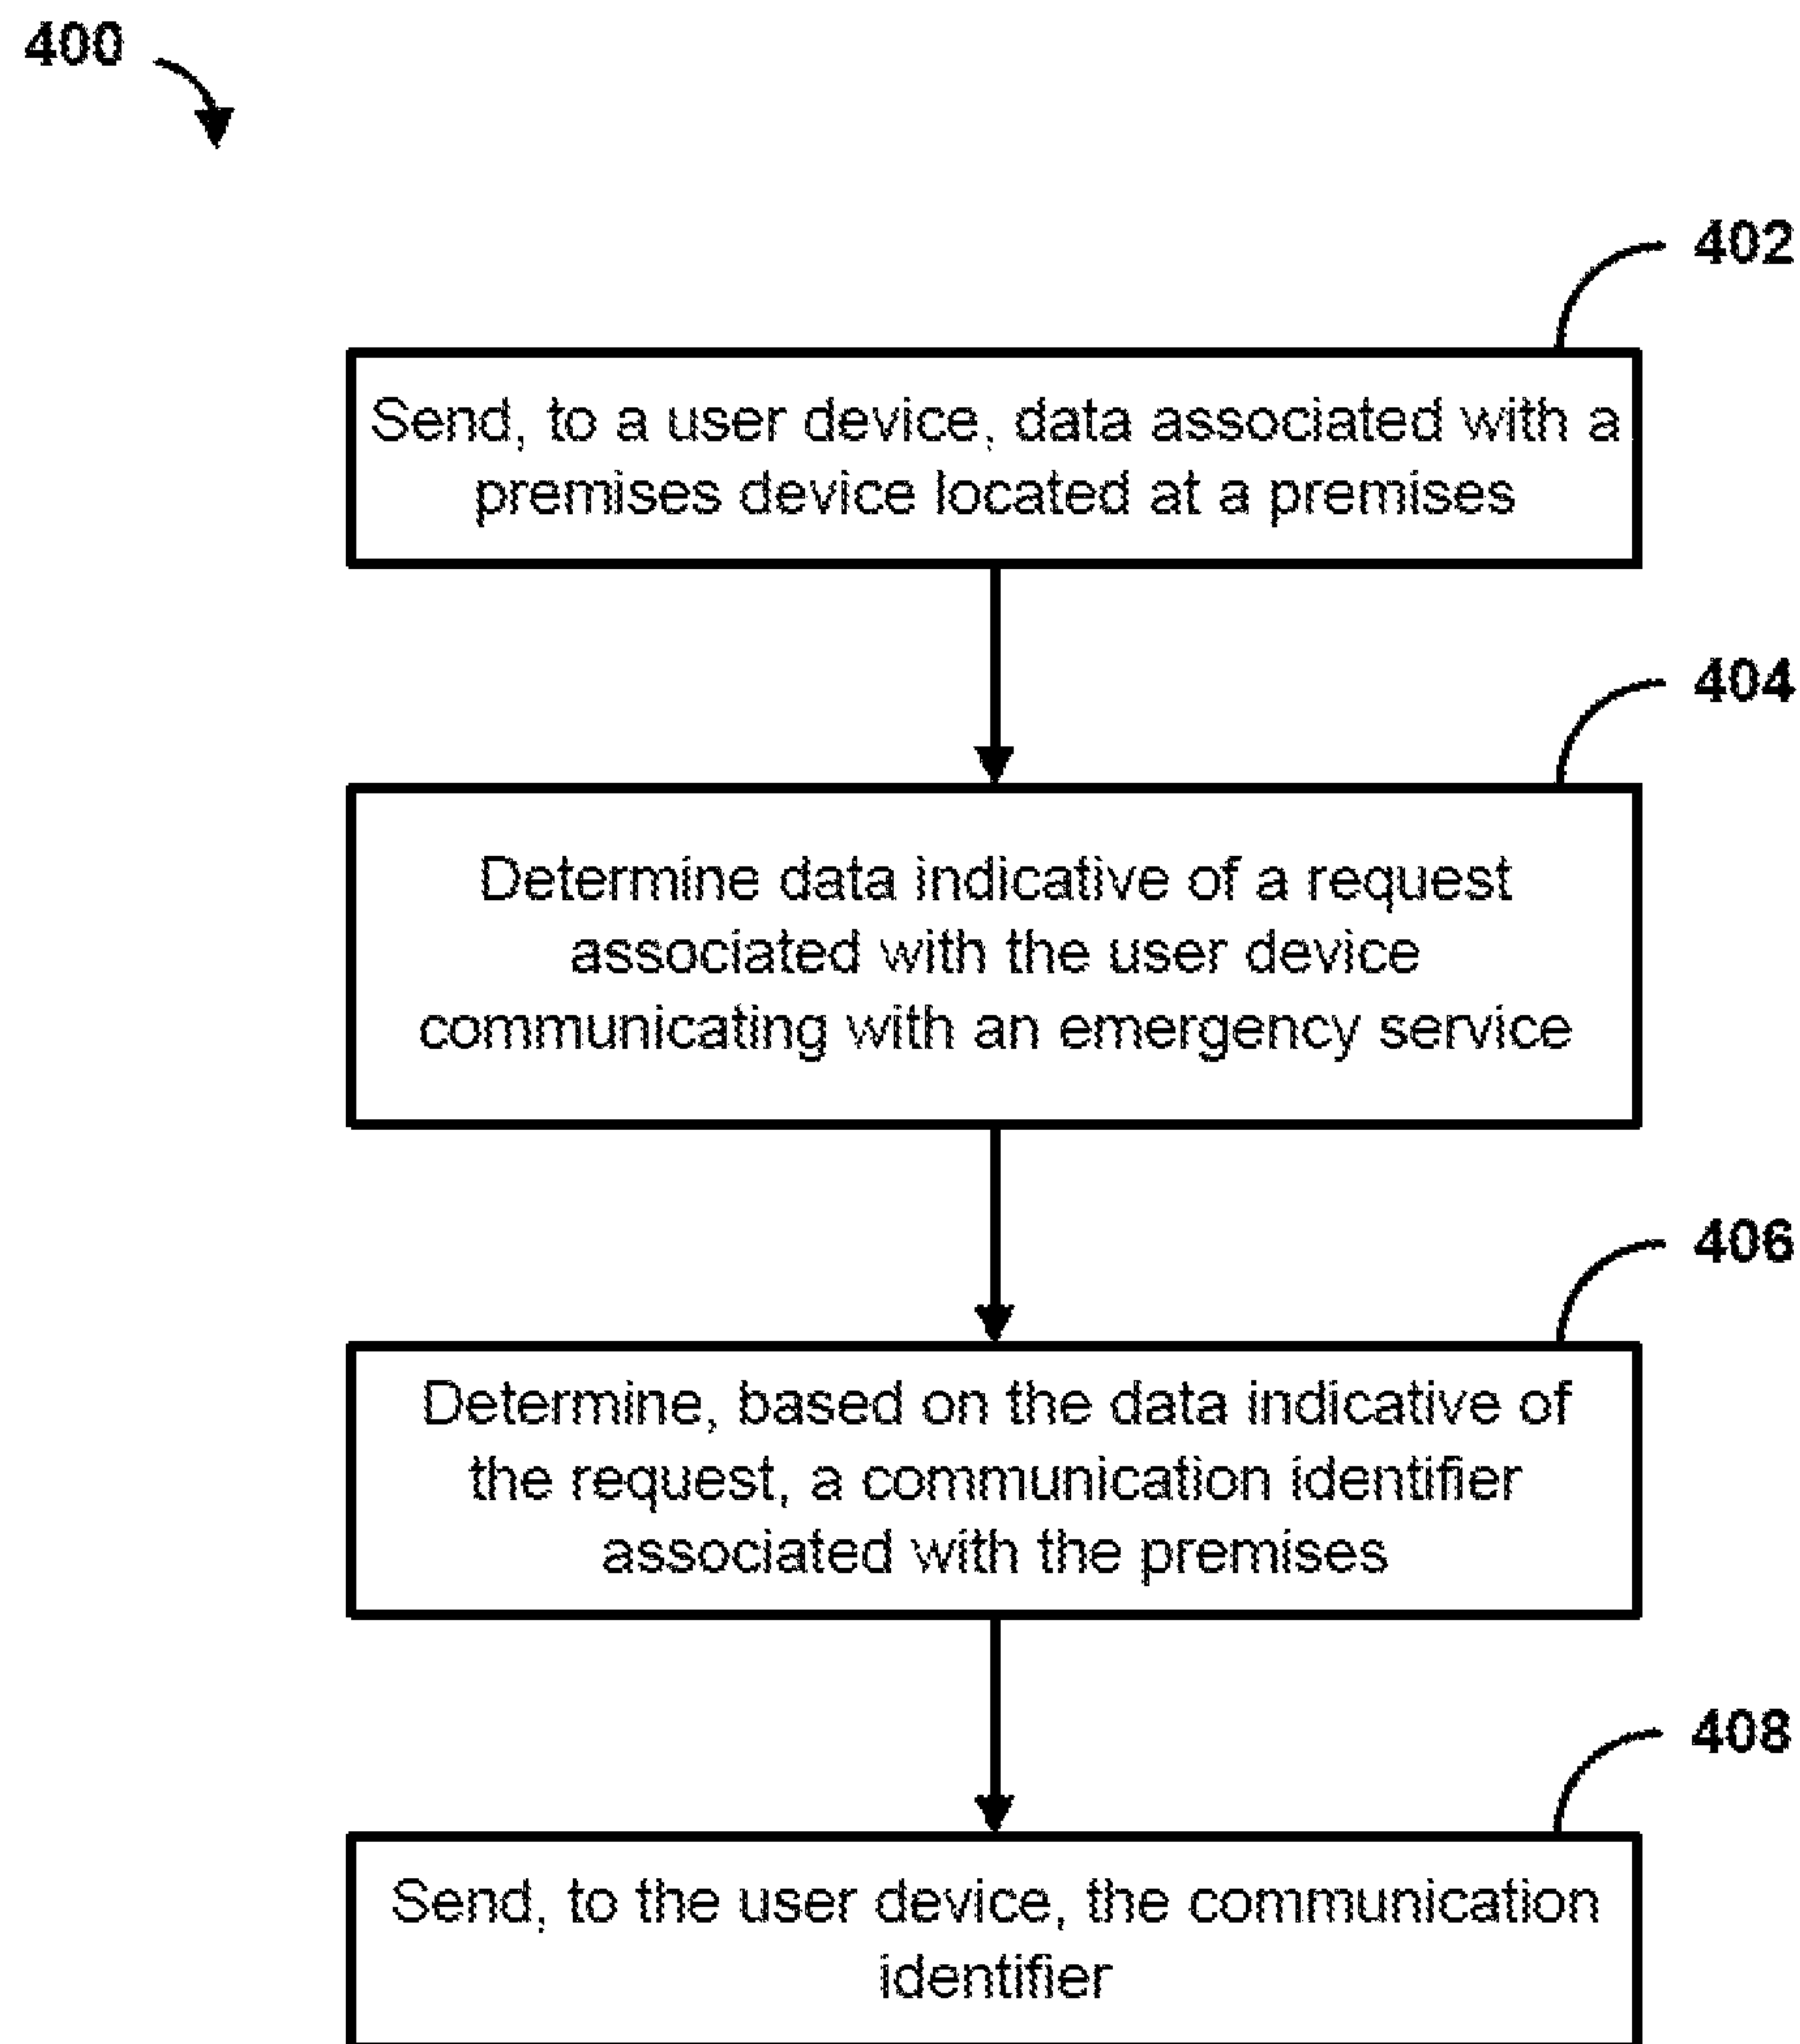 400
402
Send, to a user device, data associated with a
premises device located at a premises
404
Determine data indicative of a request
associated with the user device
communicating with an emergency service
406
Determine, based on the data indicative of
the request, a communication identifier
associated with the premises
408
Send, to the user device, the communication
identifier